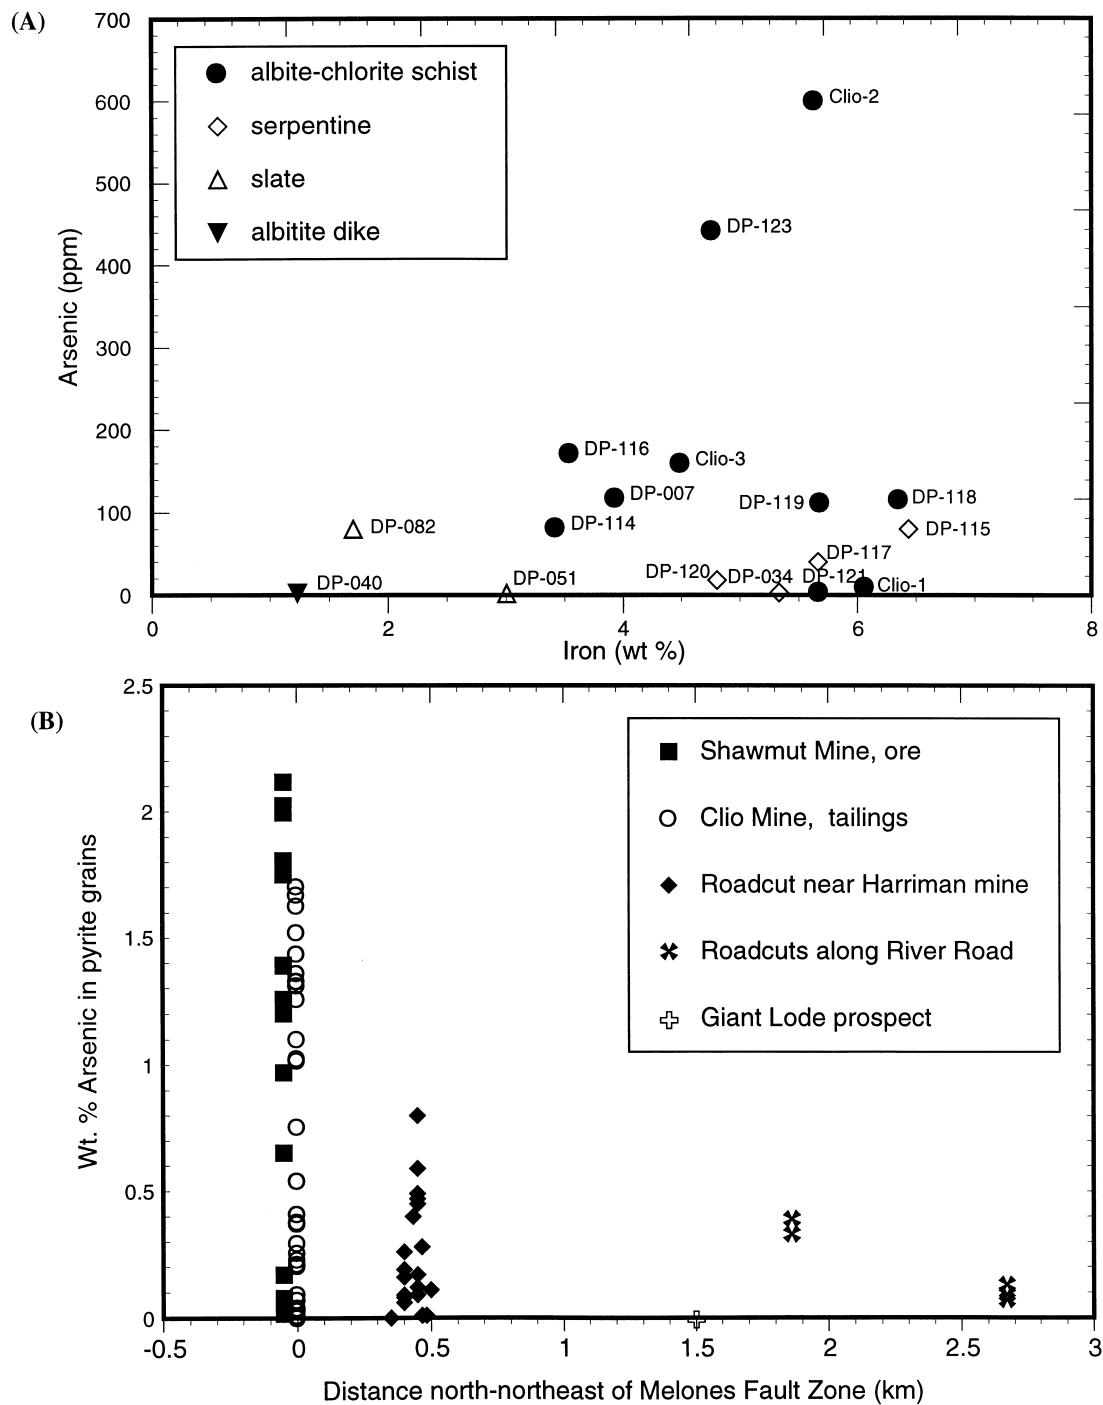 (A)
700
600
500
400
300
200
100
0
Arsenic (ppm)
albite-chlorite schist
serpentine
slate
albitite dike
Clio-2
DP-123
DP-116
Clio-3
DP-007
DP-119
DP-118
DP-082
DP-114
DP-115
DP-117
DP-120
DP-034
DP-121
DP-040
DP-051
Clio-1
0 2 4 6 8
Iron (wt %)
(B)
2.5
2
1.5
1
0.5
0
Wt. % Arsenic in pyrite grains
Shawmut Mine, ore
Clio Mine, tailings
Roadcut near Harriman mine
Roadcuts along River Road
Giant Lode prospect
-0.5 0 0.5 1 1.5 2 2.5 3
Distance north-northeast of Melones Fault Zone (km)